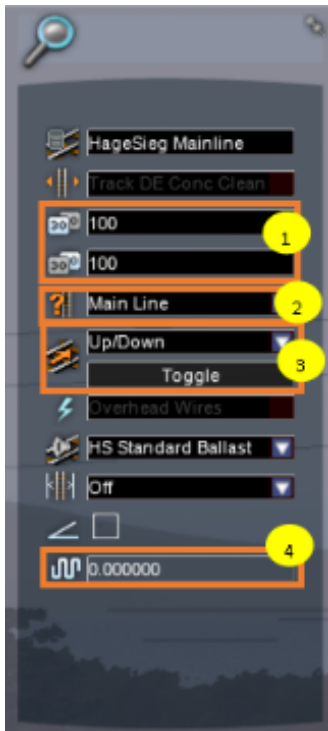 HageSieg Mainline
Track DE Conc Clean
100
1
100
Main Line
2
Up/Down
3
Toggle
Overhead Wires
HS Standard Ballast
Off
4
0.000000